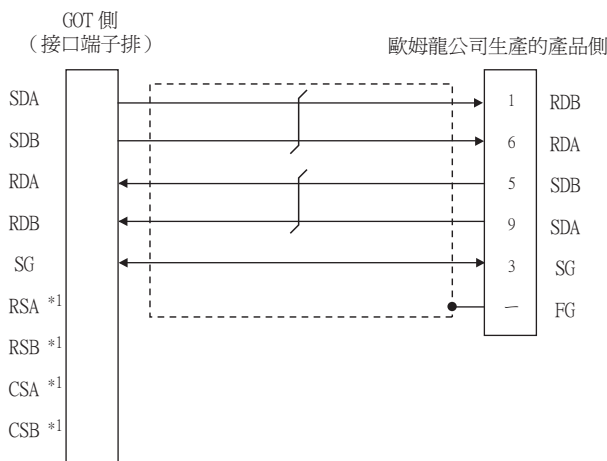 GOT 側
（接口端子排）
歐姆龍公司生產的產品側
SDA 1 RDB
SDB 6 RDA
RDA 5 SDB
RDB 9 SDA
SG 3 SG
RSA *1 — FG
RSB *1
CSA *1
CSB *1